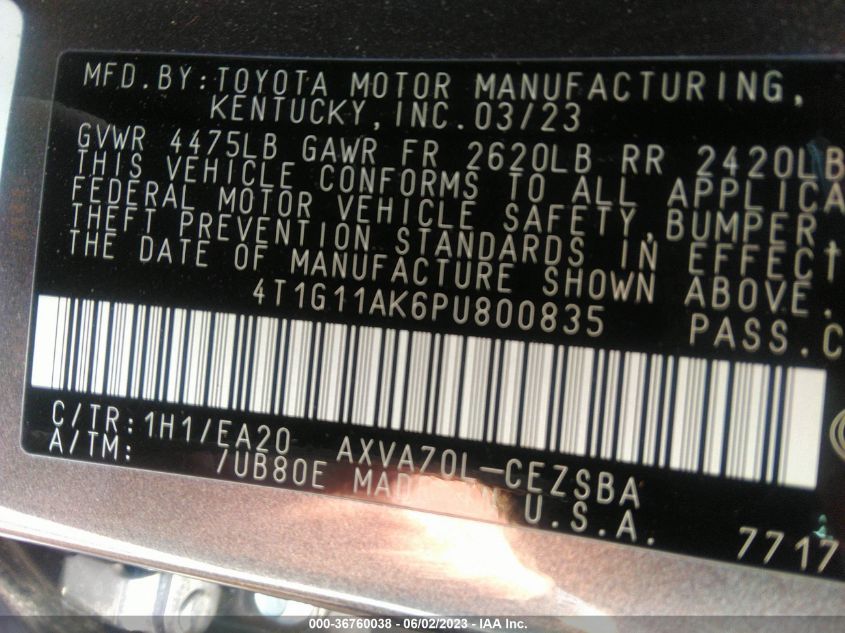 MFD.BY:TOYOTA MOTOR MANUFACTURING,
KENTUCKY,INC.03/23
GVWR 4475LB GAWR FR 2620LB RR 2420LB
THIS VEHICLE CONFORMS TO ALL APPLICA
FEDERAL MOTOR VEHICLE SAFETY,BUMPER
THEFT PREVENTION STANDARDS IN EFFECT
THE DATE OF MANUFACTURE SHOWN ABOVE.
4T1G11AK6PU800835 PASS.C
C/TR:1H1/EA20 AXVA70L-CEZSBA
A/TM: /UB80E MADE IN U.S.A.
7717
000-36760038 - 06/02/2023 - IAA Inc.